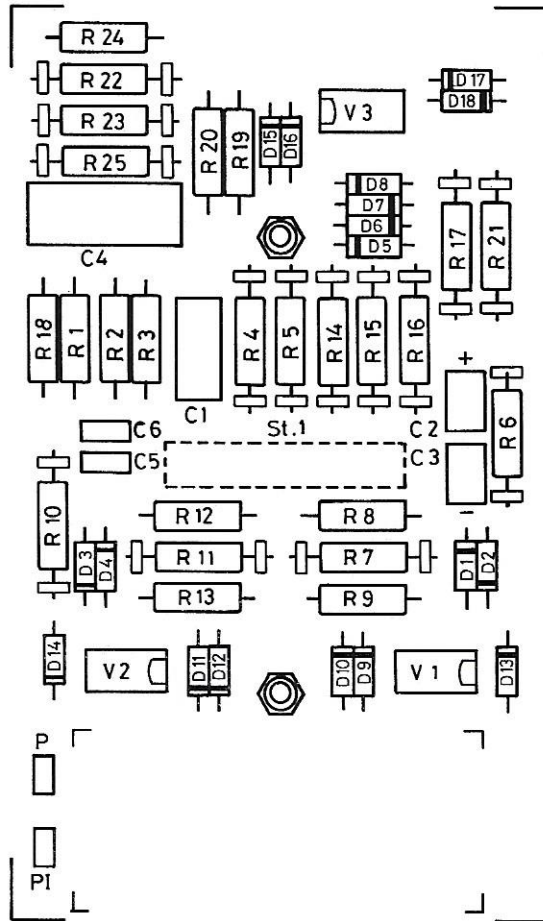 R 24
R 22
R 23
R 25
R 20
R 19
D15
D16
V 3
D17
D18
D8
D7
D6
D5
R 17
R 21
C4
R 18
R 1
R 2
R 3
C1
R 4
R 5
R 14
R 15
R 16
+
C2
R 6
C6
St.1
C5
C3
-
R 10
R 12
R 8
D3
D4
R 11
R 7
D1
D2
R 13
R 9
D14
V 2
D11
D12
D10
D9
V 1
D13
P
PI